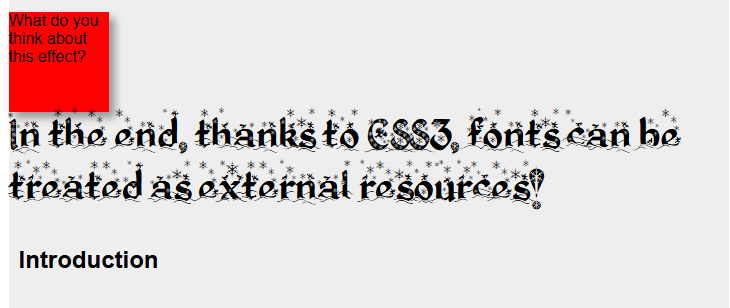 What do you
think about
this effect?
In the end, thanks to CSS3, fonts can be
treated as external resources!
Introduction